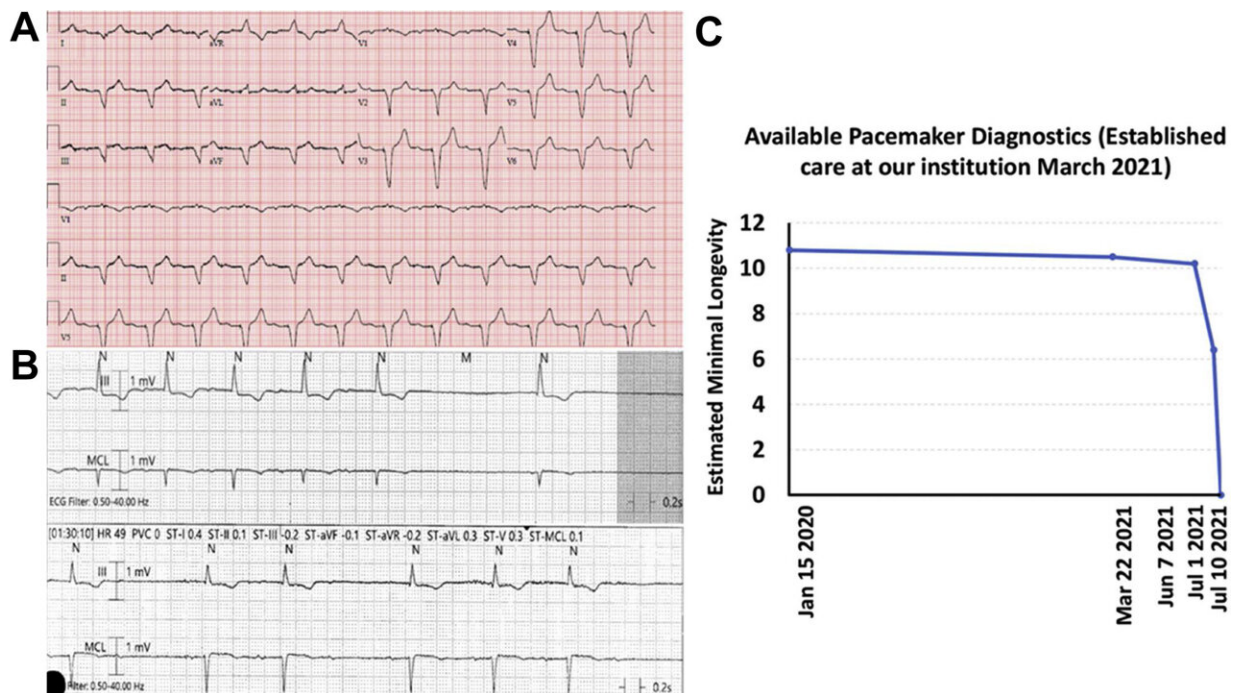 A
I aVR V1 V4
II aVL V2 V5
III aVF V3 V6
V1
II
V5
B
N N N N N M N
III 1 mV
MCL 1 mV
ECG Filter: 0.50-40.00 Hz 0.2s
[01:30:10] HR 49 PVC 0 ST-I 0.4 ST-II 0.1 ST-III -0.2 ST-aVF -0.1 ST-aVR -0.2 ST-aVL 0.3 ST-V 0.3 ST-MCL 0.1
N N N N N N
III 1 mV
MCL 1 mV
Filter: 0.50-40.00 Hz 0.2s
C
Available Pacemaker Diagnostics (Established
care at our institution March 2021)
Estimated Minimal Longevity
12
10
8
6
4
2
0
Jan 15 2020
Mar 22 2021
Jun 7 2021
Jul 1 2021
Jul 10 2021